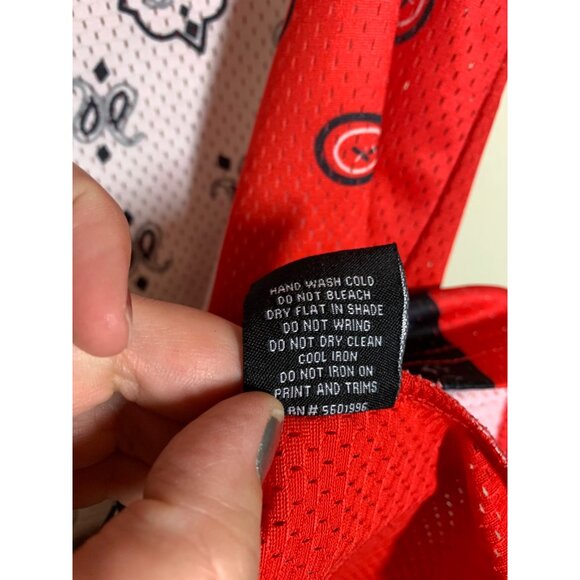 HAND WASH COLD
DO NOT BLEACH
DRY FLAT IN SHADE
DO NOT WRING
DO NOT DRY CLEAN
COOL IRON
DO NOT IRON ON
PRINT AND TRIMS
RN# 5601996